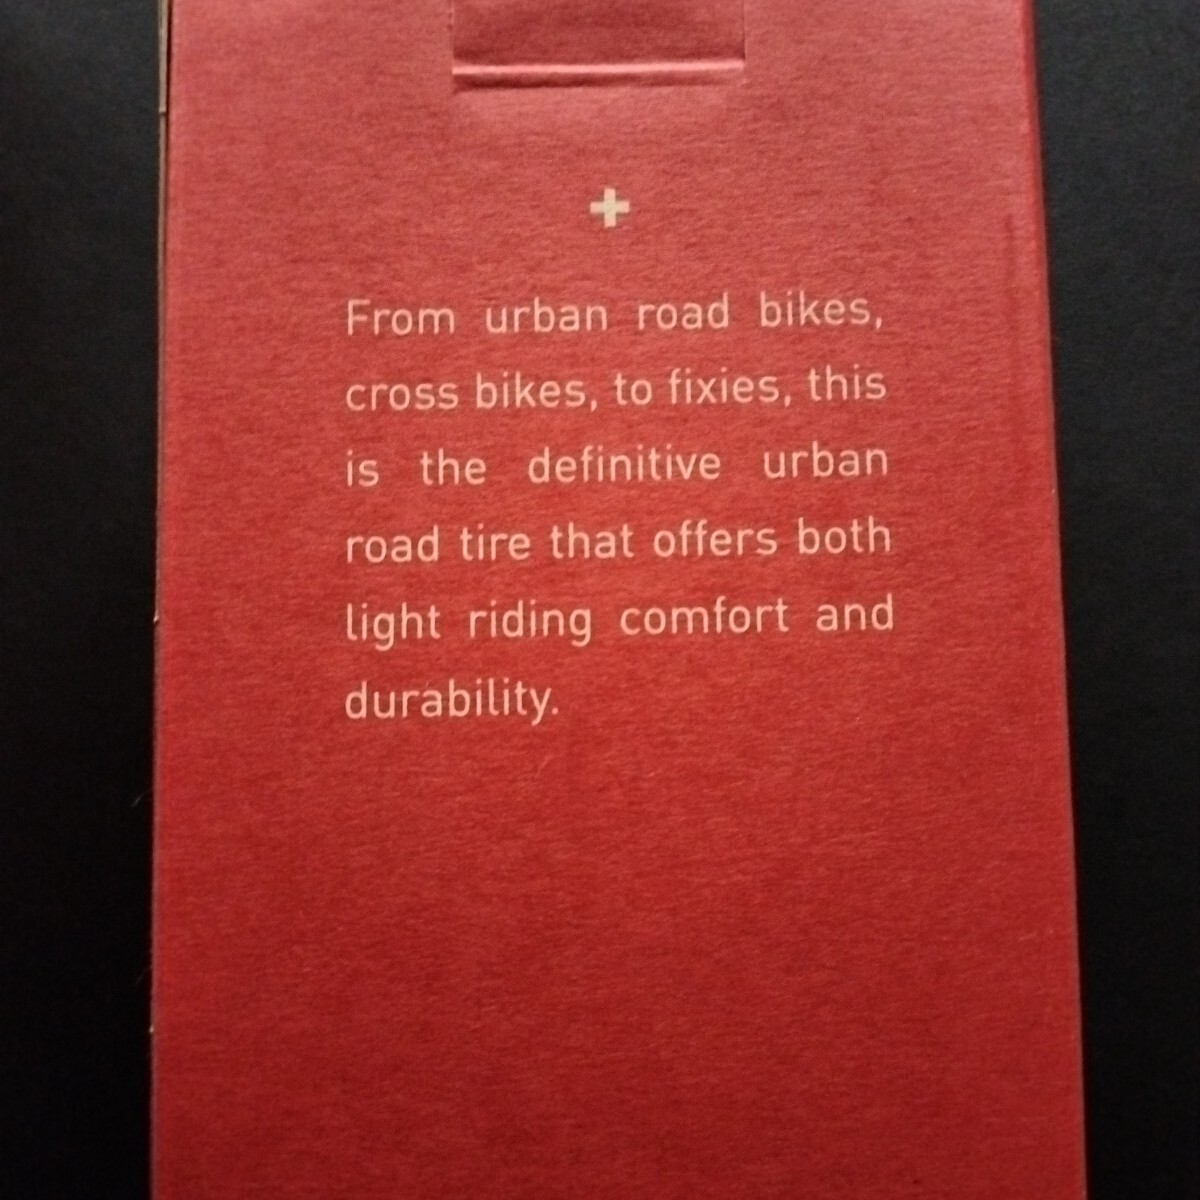 From urban road bikes,
cross bikes, to fixies, this
is the definitive urban
road tire that offers both
light riding comfort and
durability.